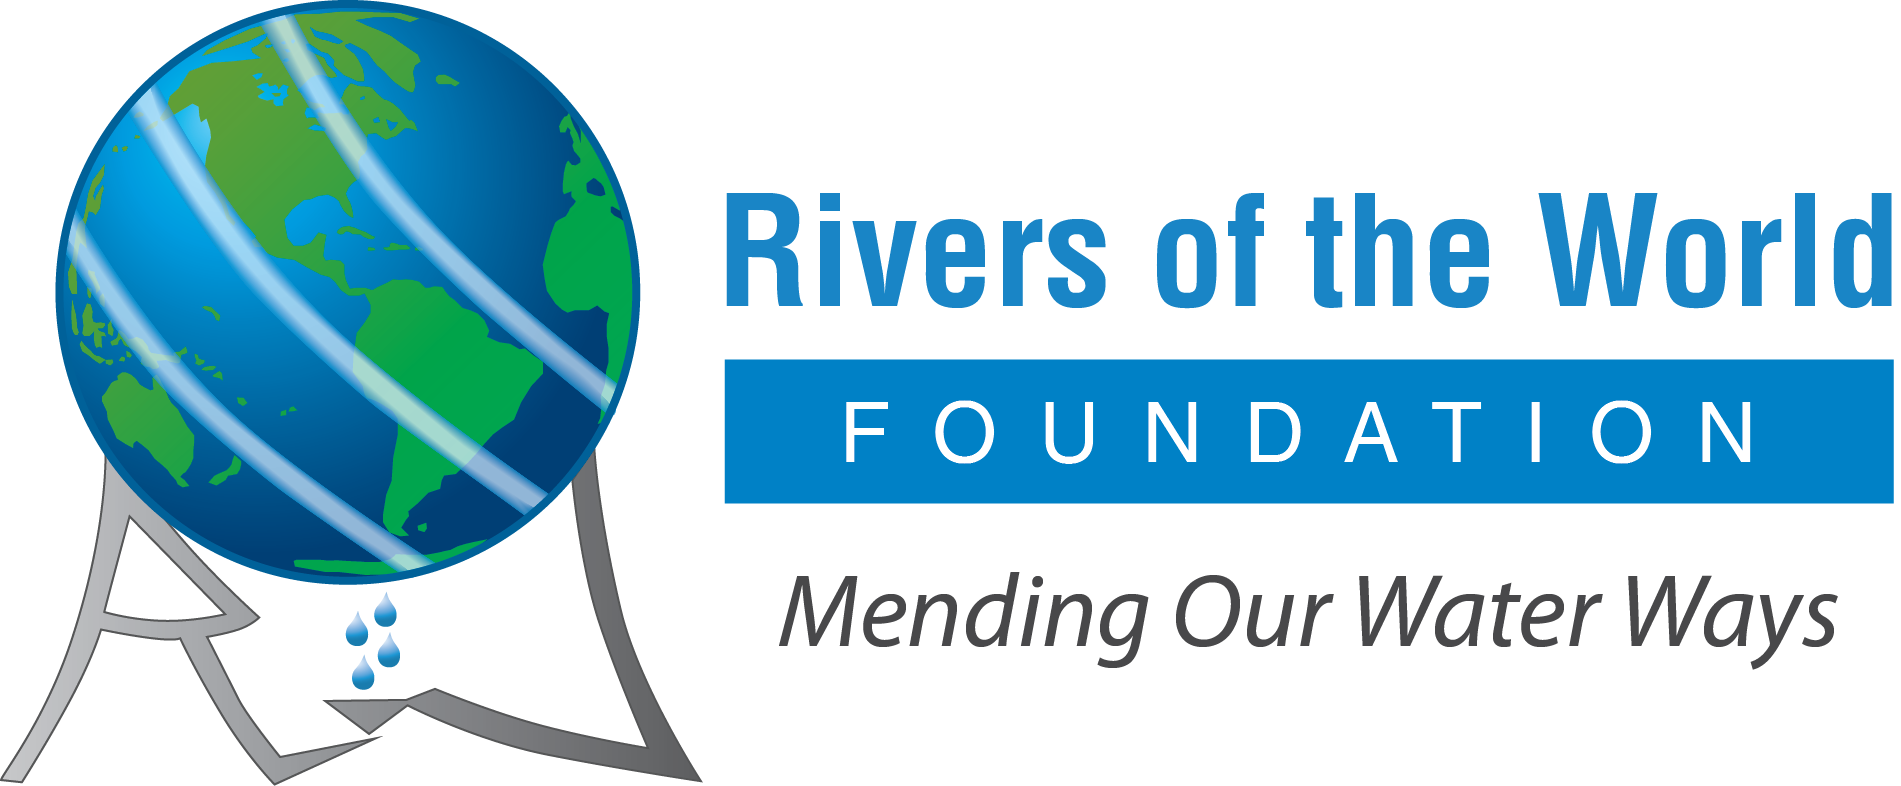 Rivers of the World
FOUNDATION
Mending Our Water Ways